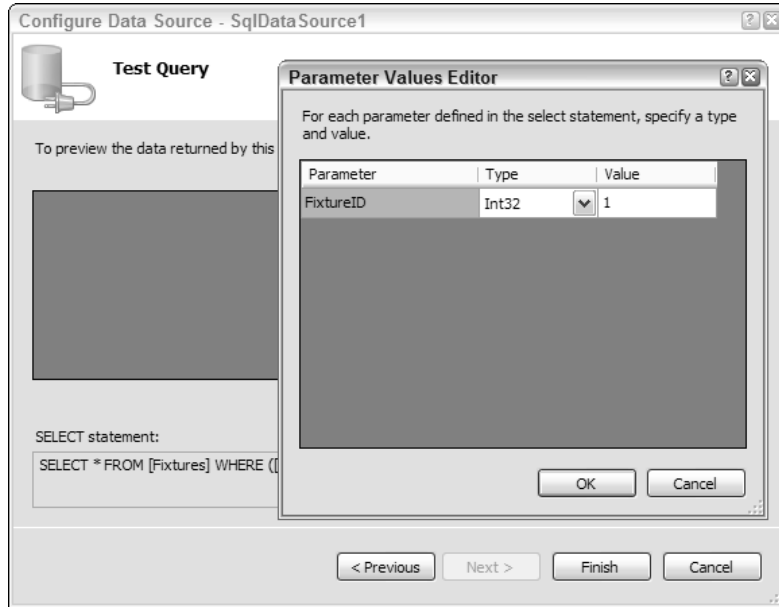 Configure Data Source - SqlDataSource1
Test Query
To preview the data returned by this
SELECT statement:
SELECT * FROM [Fixtures] WHERE ([
Parameter Values Editor
For each parameter defined in the select statement, specify a type
and value.
Parameter Type Value
FixtureID Int32 1
OK Cancel
< Previous Next > Finish Cancel